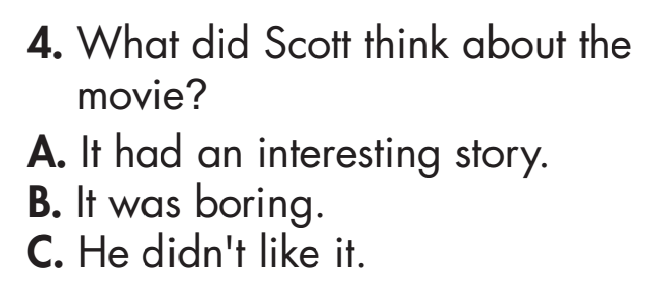 4. What did Scott think about the
movie?
A. It had an interesting story.
B. It was boring.
C. He didn't like it.